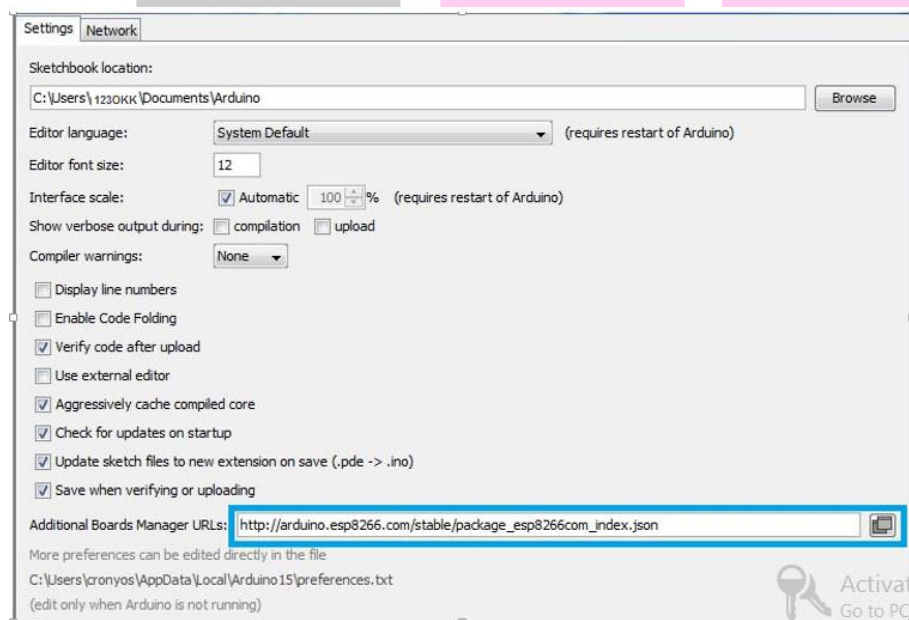 Settings Network
Sketchbook location:
C:\Users\123OKK\Documents\Arduino Browse
Editor language: System Default (requires restart of Arduino)
Editor font size: 12
Interface scale: Automatic 100 % (requires restart of Arduino)
Show verbose output during: compilation upload
Compiler warnings: None
Display line numbers
Enable Code Folding
Verify code after upload
Use external editor
Aggressively cache compiled core
Check for updates on startup
Update sketch files to new extension on save (.pde -> .ino)
Save when verifying or uploading
Additional Boards Manager URLs: http://arduino.esp8266.com/stable/package_esp8266com_index.json
More preferences can be edited directly in the file
C:\Users\cronyos\AppData\Local\Arduino15\preferences.txt
(edit only when Arduino is not running)
Activat
Go to PC